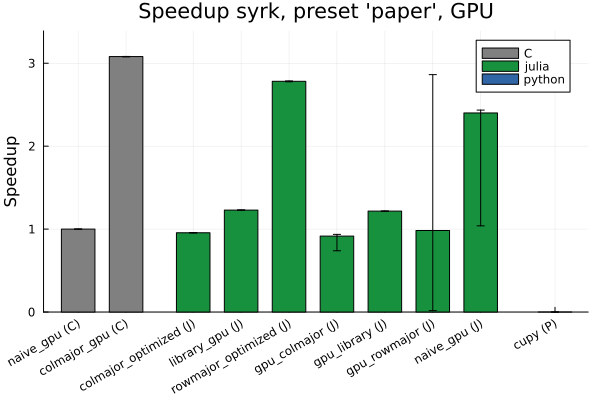 Speedup syrk, preset 'paper', GPU
C
julia
python
Speedup
3
2
1
0
naive_gpu (C)
colmajor_gpu (C)
colmajor_optimized (J)
library_gpu (J)
rowmajor_optimized (J)
gpu_colmajor (J)
gpu_library (J)
gpu_rowmajor (J)
naive_gpu (J)
cupy (P)